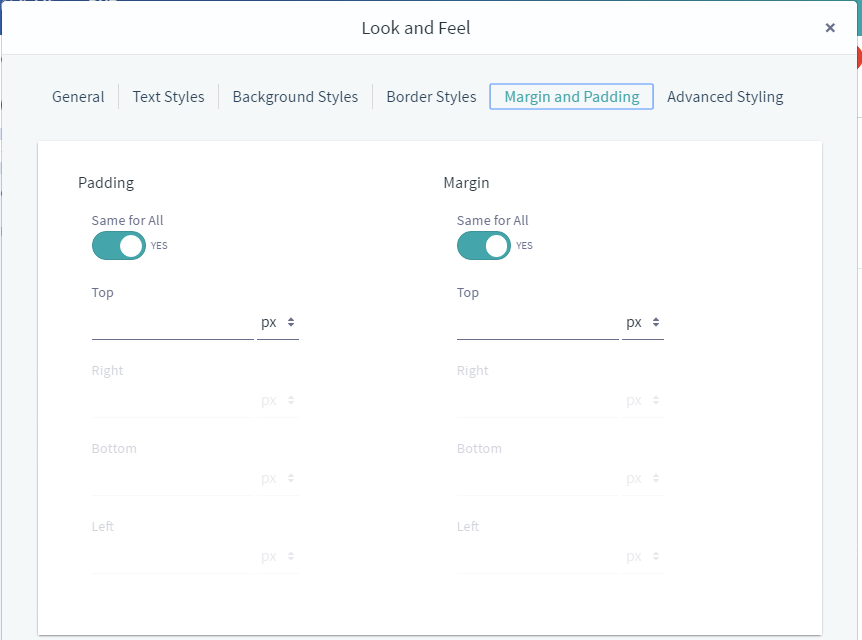 Look and Feel ×
General Text Styles Background Styles Border Styles Margin and Padding Advanced Styling
Padding Margin
Same for All Same for All
YES YES
Top Top
px px
Right Right
px px
Bottom Bottom
px px
Left Left
px px